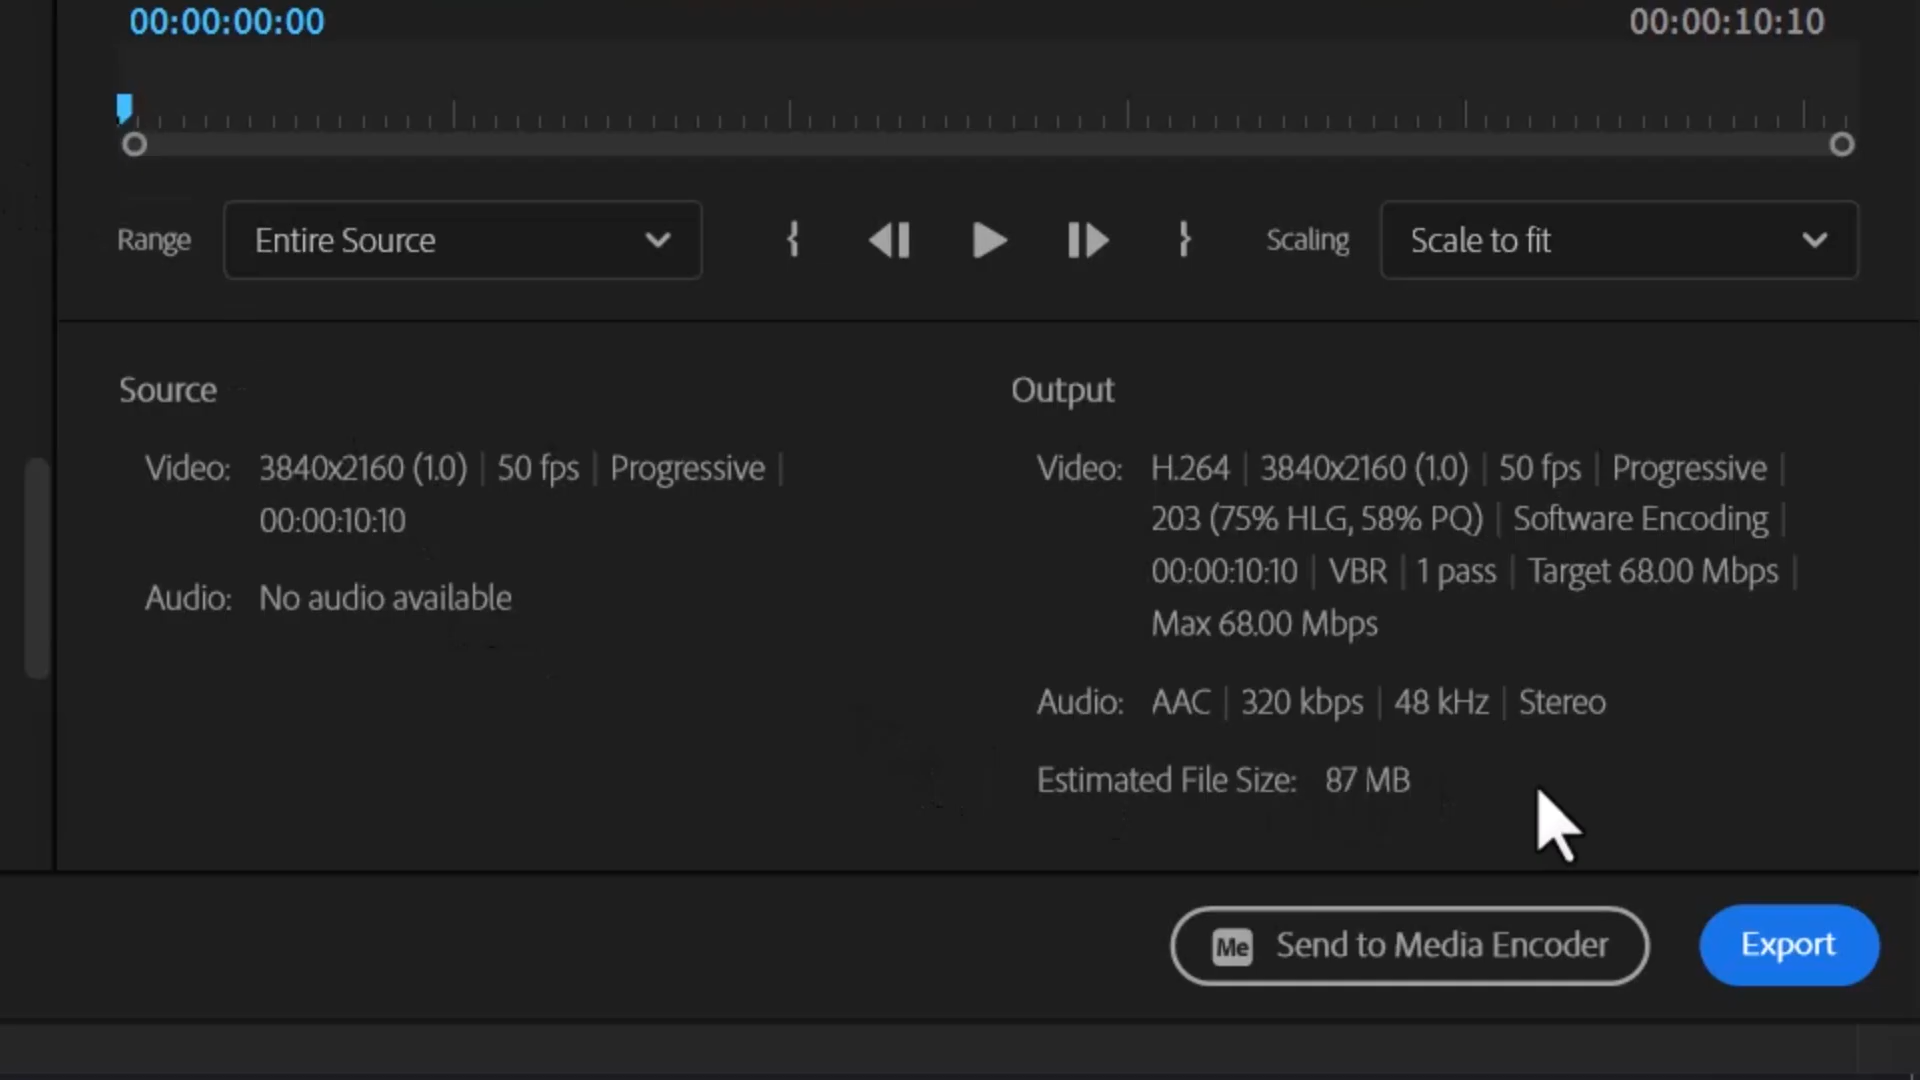 00:00:00:00 00:00:10:10
Range Entire Source { } Scaling Scale to fit
Source
Video: 3840x2160 (1.0) | 50 fps | Progressive |
00:00:10:10
Audio: No audio available
Output
Video: H.264 | 3840x2160 (1.0) | 50 fps | Progressive |
203 (75% HLG, 58% PQ) | Software Encoding |
00:00:10:10 | VBR | 1 pass | Target 68.00 Mbps |
Max 68.00 Mbps
Audio: AAC | 320 kbps | 48 kHz | Stereo
Estimated File Size: 87 MB
Me Send to Media Encoder Export